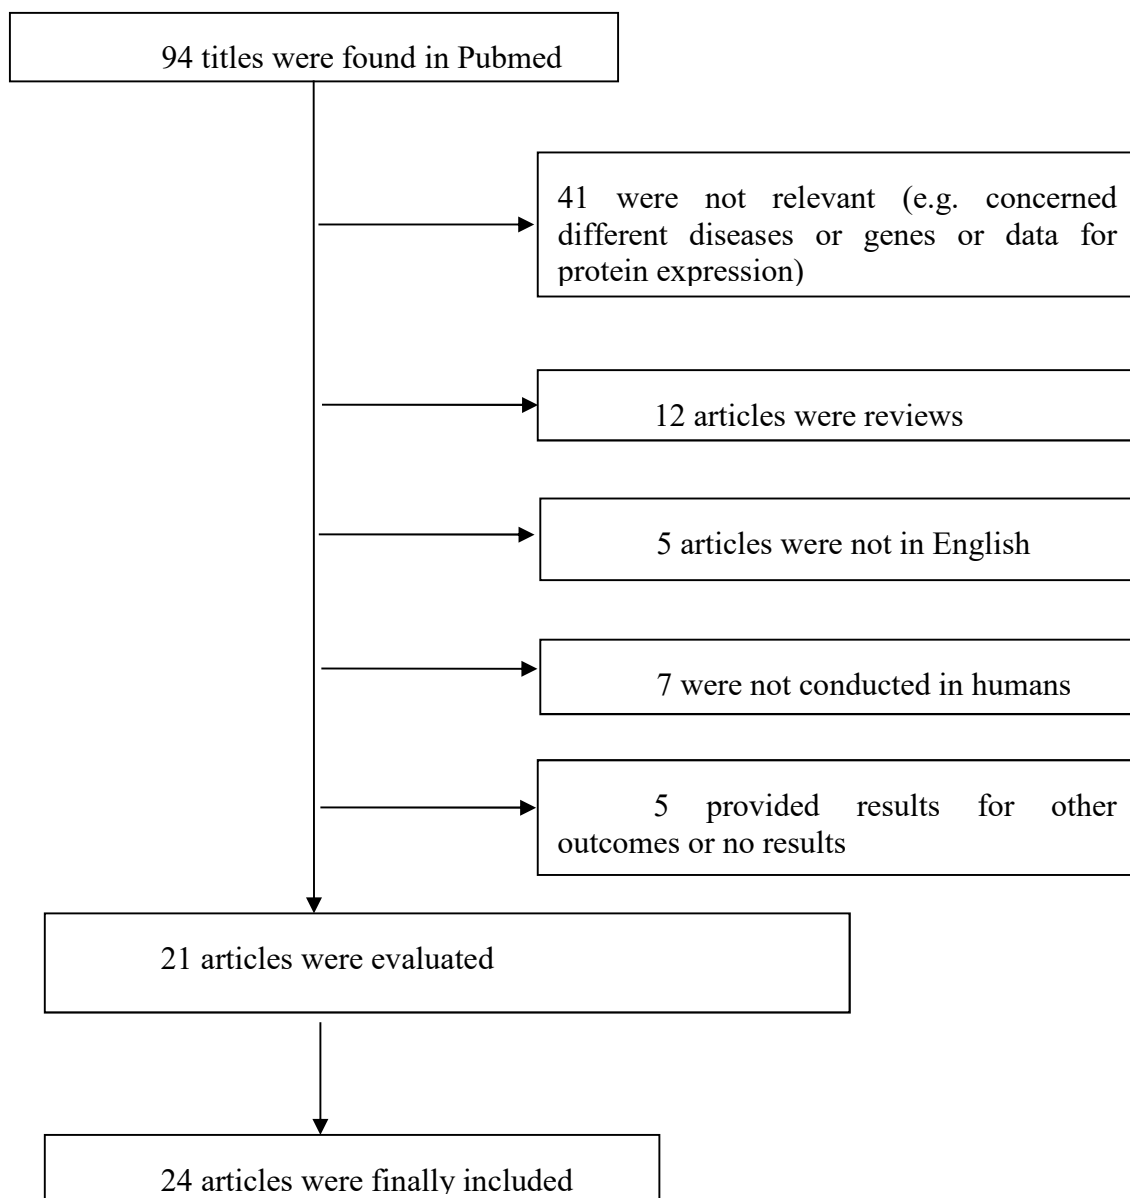 94 titles were found in Pubmed
41 were not relevant (e.g. concerned
different diseases or genes or data for
protein expression)
12 articles were reviews
5 articles were not in English
7 were not conducted in humans
5 provided results for other
outcomes or no results
21 articles were evaluated
24 articles were finally included